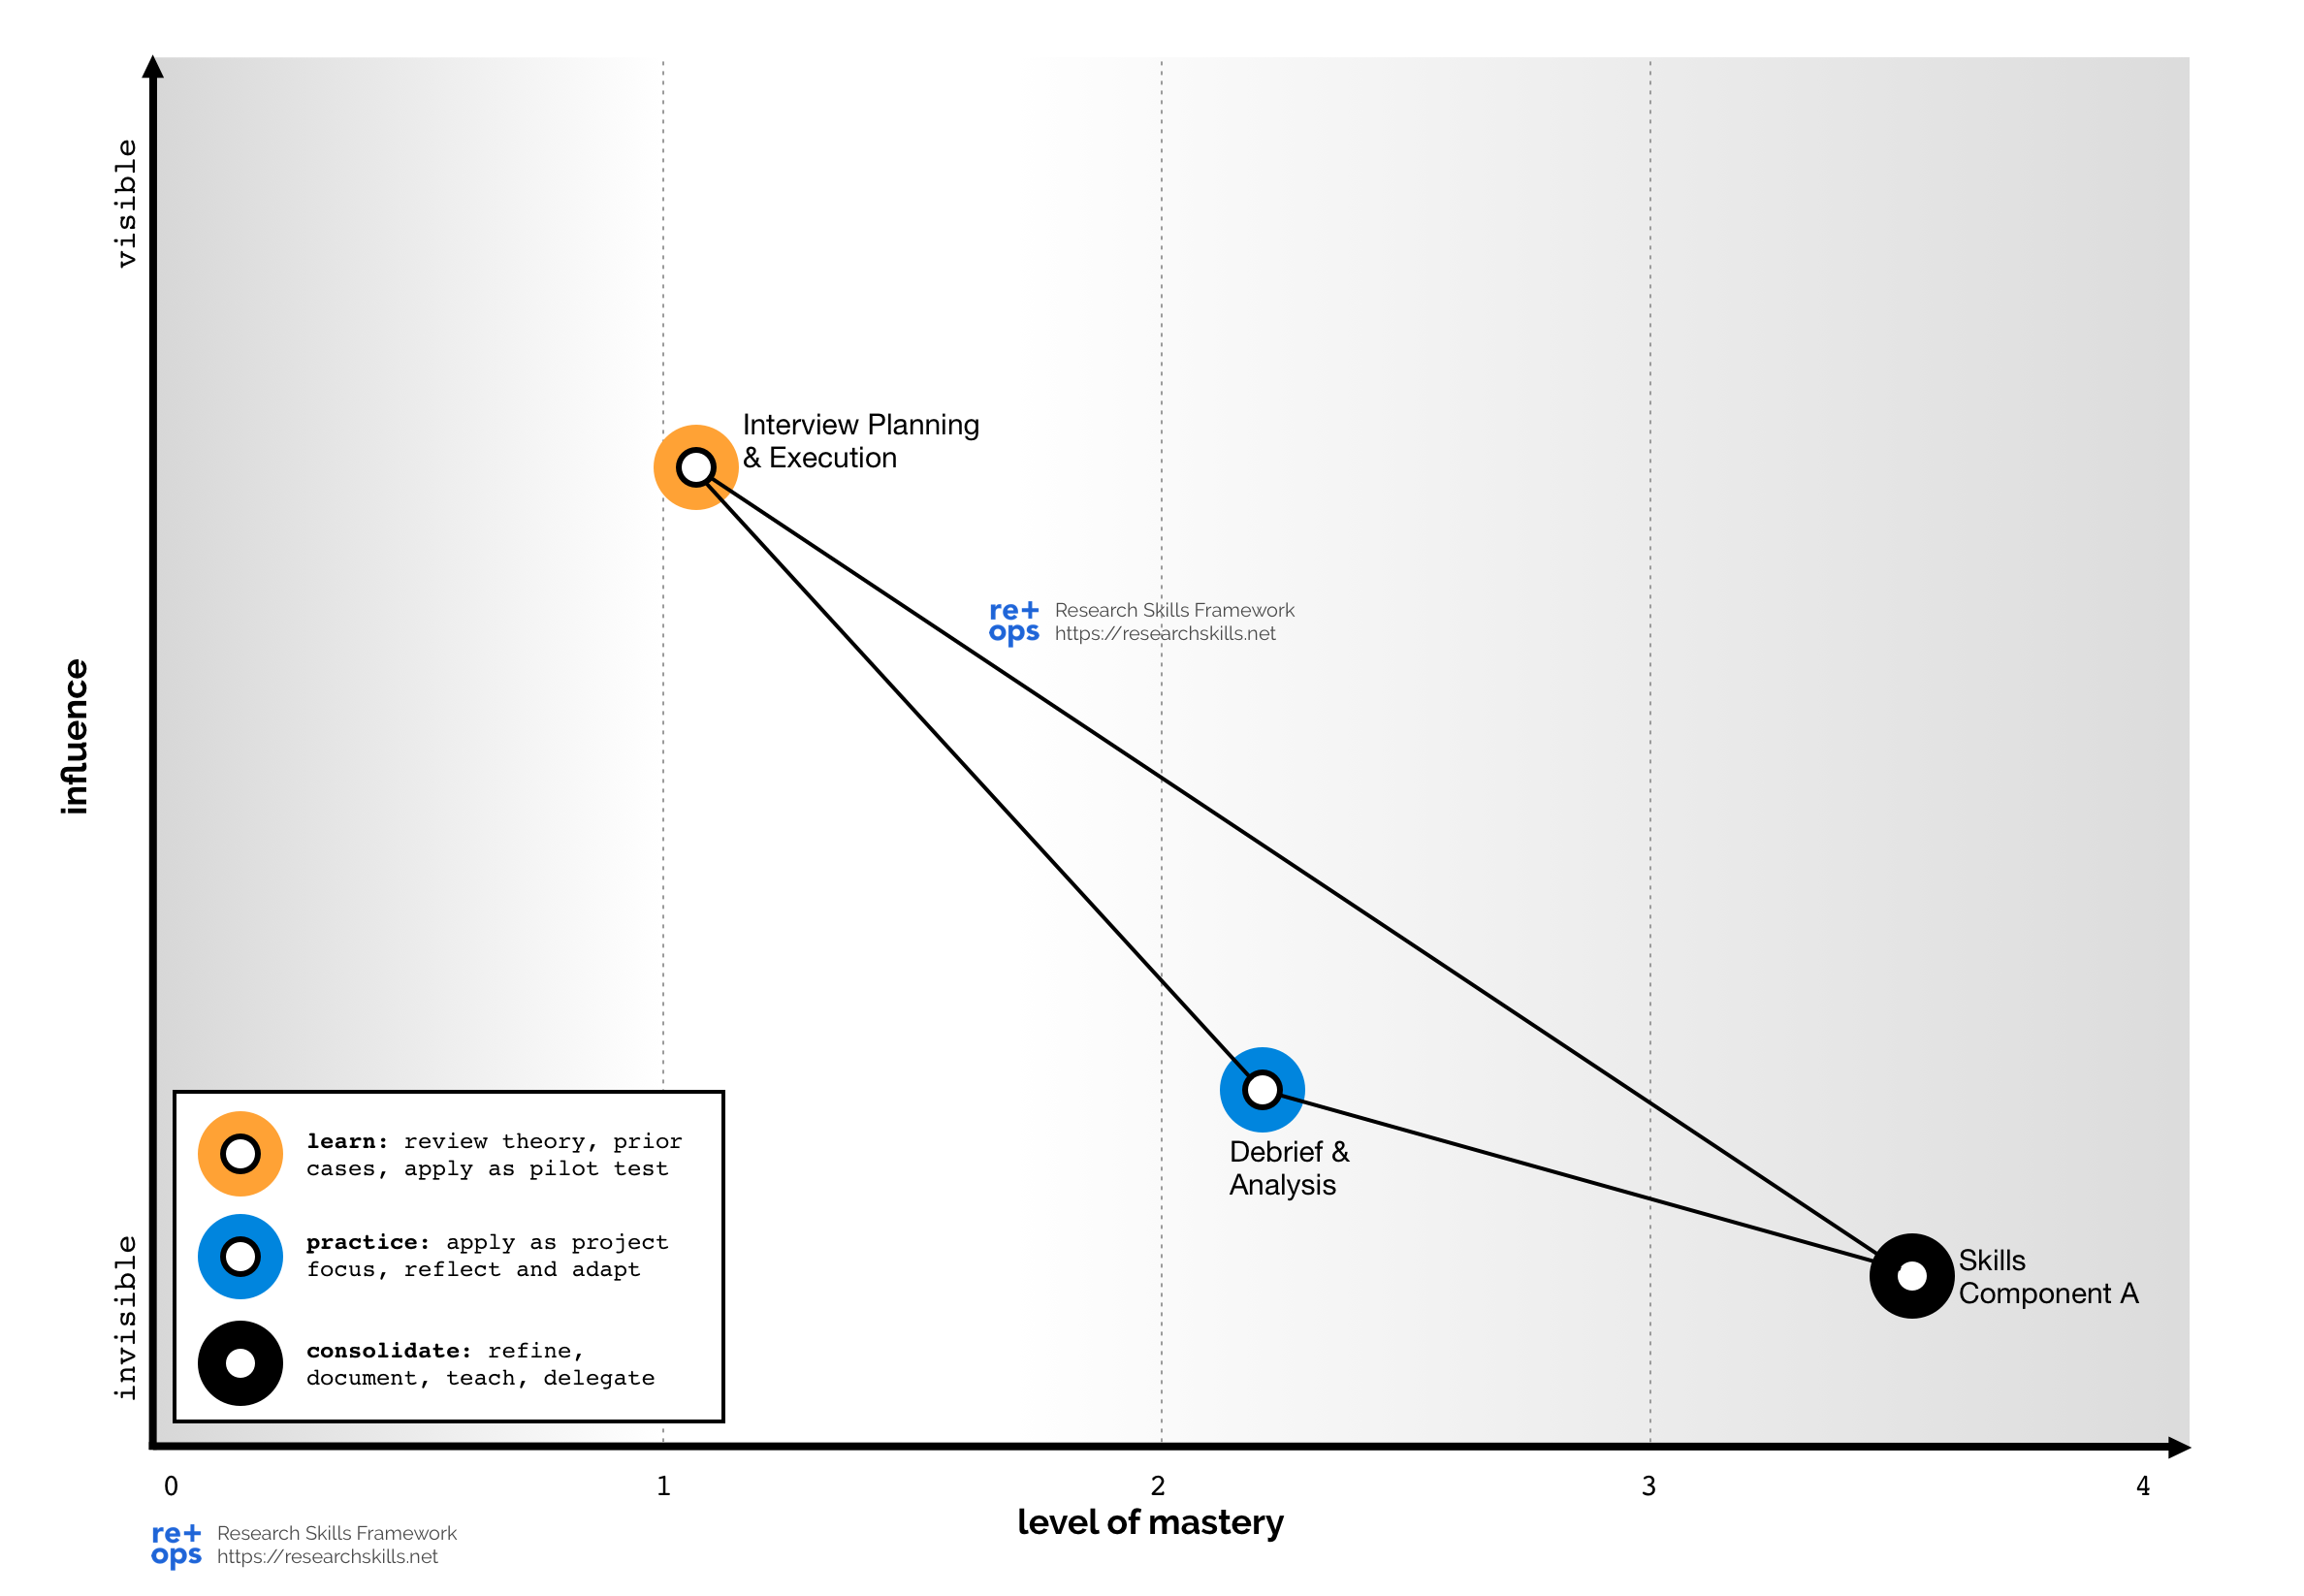 visible
influence
invisible
Interview Planning
& Execution
re+
ops
Research Skills Framework
https://researchskills.net
Debrief &
Analysis
Skills
Component A
learn: review theory, prior
cases, apply as pilot test
practice: apply as project
focus, reflect and adapt
consolidate: refine,
document, teach, delegate
0 1 2 3 4
level of mastery
re+
ops
Research Skills Framework
https://researchskills.net